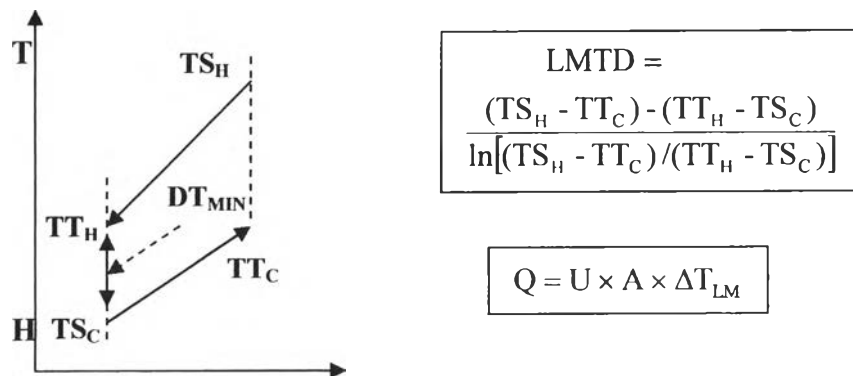 T
TS_H
DT_MIN
TT_H
TT_C
H
TS_C
LMTD =
(TS_H - TT_C) - (TT_H - TS_C)
ln[(TS_H - TT_C) / (TT_H - TS_C)]
Q = U × A × ΔT_LM